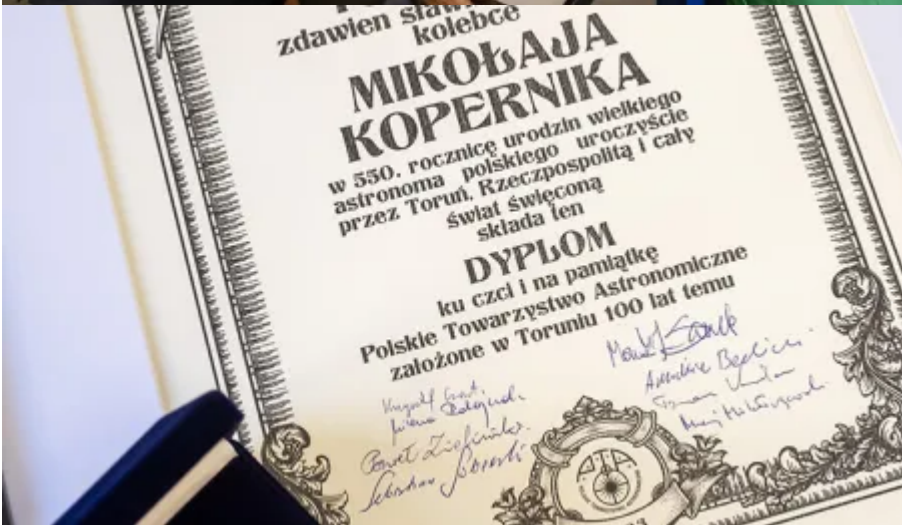 zdawien
kolebce
MIKOŁAJA
KOPERNIKA
w 550. rocznicę urodzin wielkiego
astronoma polskiego uroczyście
przez Toruń, Rzeczpospolitą i cały
świat święconą
składa ten
DYPLOM
ku czci i na pamiątkę
Polskie Towarzystwo Astronomiczne
założone w Toruniu 100 lat temu